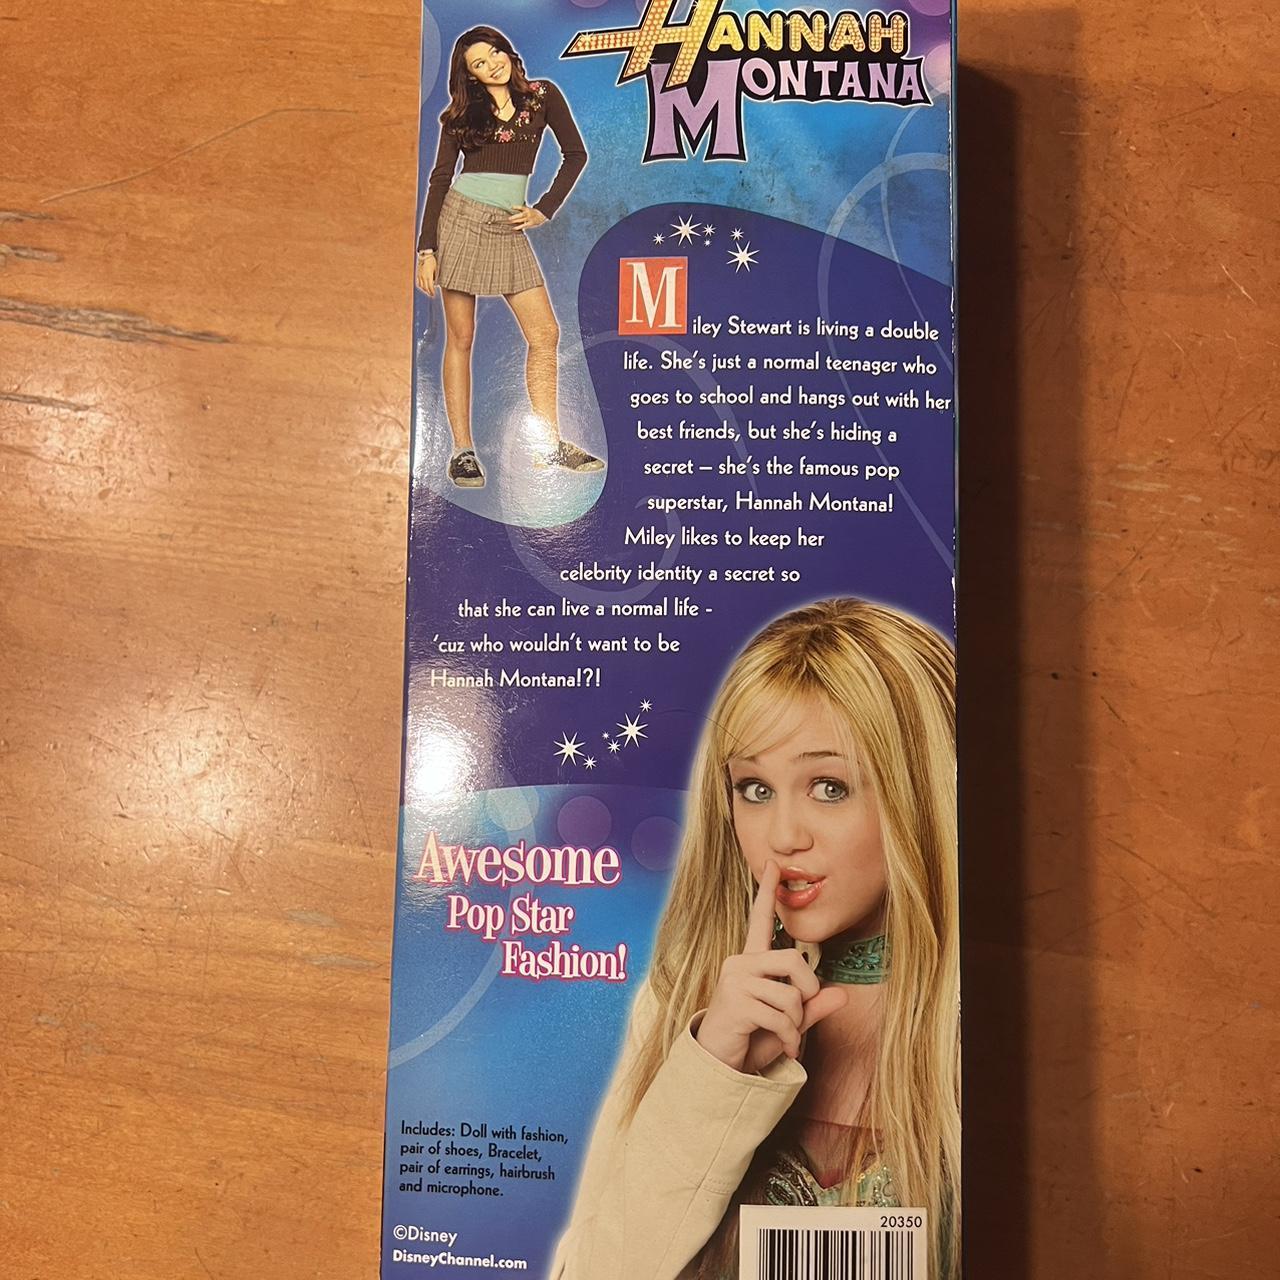 HANNAH
MONTANA
Miley Stewart is living a double
life. She's just a normal teenager who
goes to school and hangs out with her
best friends, but she's hiding a
secret – she's the famous pop
superstar, Hannah Montana!
Miley likes to keep her
celebrity identity a secret so
that she can live a normal life -
'cuz who wouldn't want to be
Hannah Montana!?!
Awesome
Pop Star
Fashion!
Includes: Doll with fashion,
pair of shoes, Bracelet,
pair of earrings, hairbrush
and microphone.
©Disney
DisneyChannel.com
20350